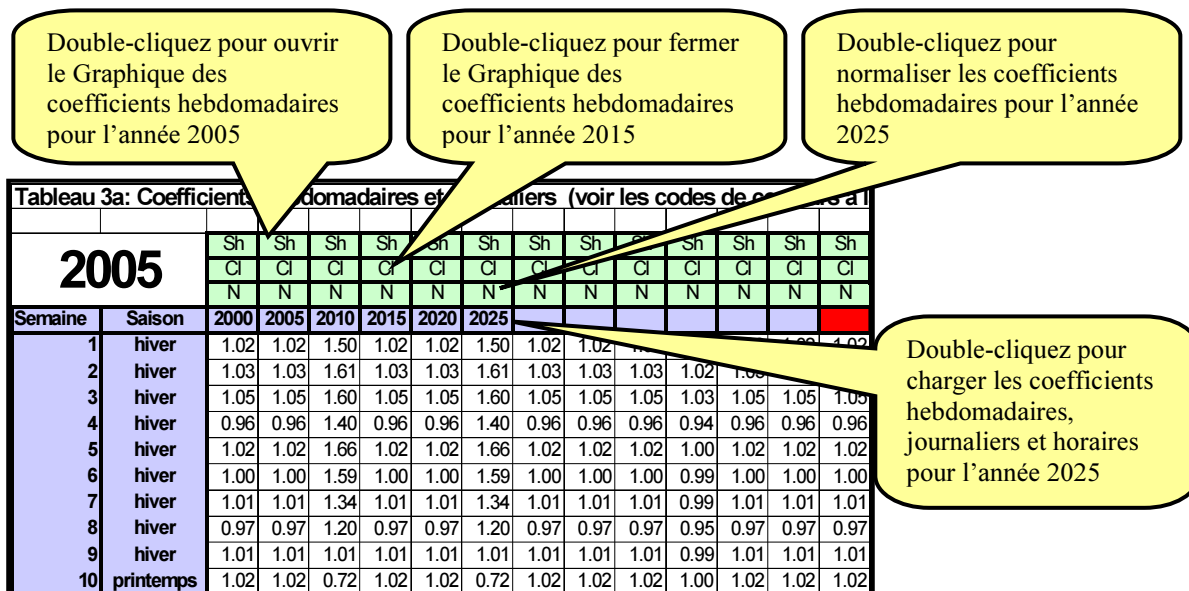 Double-cliquez pour ouvrir
le Graphique des
coefficients hebdomadaires
pour l'année 2005
Double-cliquez pour fermer
le Graphique des
coefficients hebdomadaires
pour l'année 2015
Double-cliquez pour
normaliser les coefficients
hebdomadaires pour l'année
2025
Tableau 3a: Coefficients et (voir les codes de
2005
Sh Sh Sh Sh Sh Sh Sh Sh Sh Sh Sh Sh Sh
Cl Cl Cl Cl Cl Cl Cl Cl Cl Cl Cl Cl Cl
N N N N N N N N N N N N N
Semaine Saison 2000 2005 2010 2015 2020 2025
1 hiver 1.02 1.02 1.50 1.02 1.02 1.50 1.02 1.02 1.02
2 hiver 1.03 1.03 1.61 1.03 1.03 1.61 1.03 1.03 1.03 1.02 1.03
3 hiver 1.05 1.05 1.60 1.05 1.05 1.60 1.05 1.05 1.05 1.03 1.05 1.05 1.05
4 hiver 0.96 0.96 1.40 0.96 0.96 1.40 0.96 0.96 0.96 0.94 0.96 0.96 0.96
5 hiver 1.02 1.02 1.66 1.02 1.02 1.66 1.02 1.02 1.02 1.00 1.02 1.02 1.02
6 hiver 1.00 1.00 1.59 1.00 1.00 1.59 1.00 1.00 1.00 0.99 1.00 1.00 1.00
7 hiver 1.01 1.01 1.34 1.01 1.01 1.34 1.01 1.01 1.01 0.99 1.01 1.01 1.01
8 hiver 0.97 0.97 1.20 0.97 0.97 1.20 0.97 0.97 0.97 0.95 0.97 0.97 0.97
9 hiver 1.01 1.01 1.01 1.01 1.01 1.01 1.01 1.01 1.01 0.99 1.01 1.01 1.01
10 printemps 1.02 1.02 0.72 1.02 1.02 0.72 1.02 1.02 1.02 1.00 1.02 1.02 1.02
Double-cliquez pour
charger les coefficients
hebdomadaires,
journaliers et horaires
pour l'année 2025